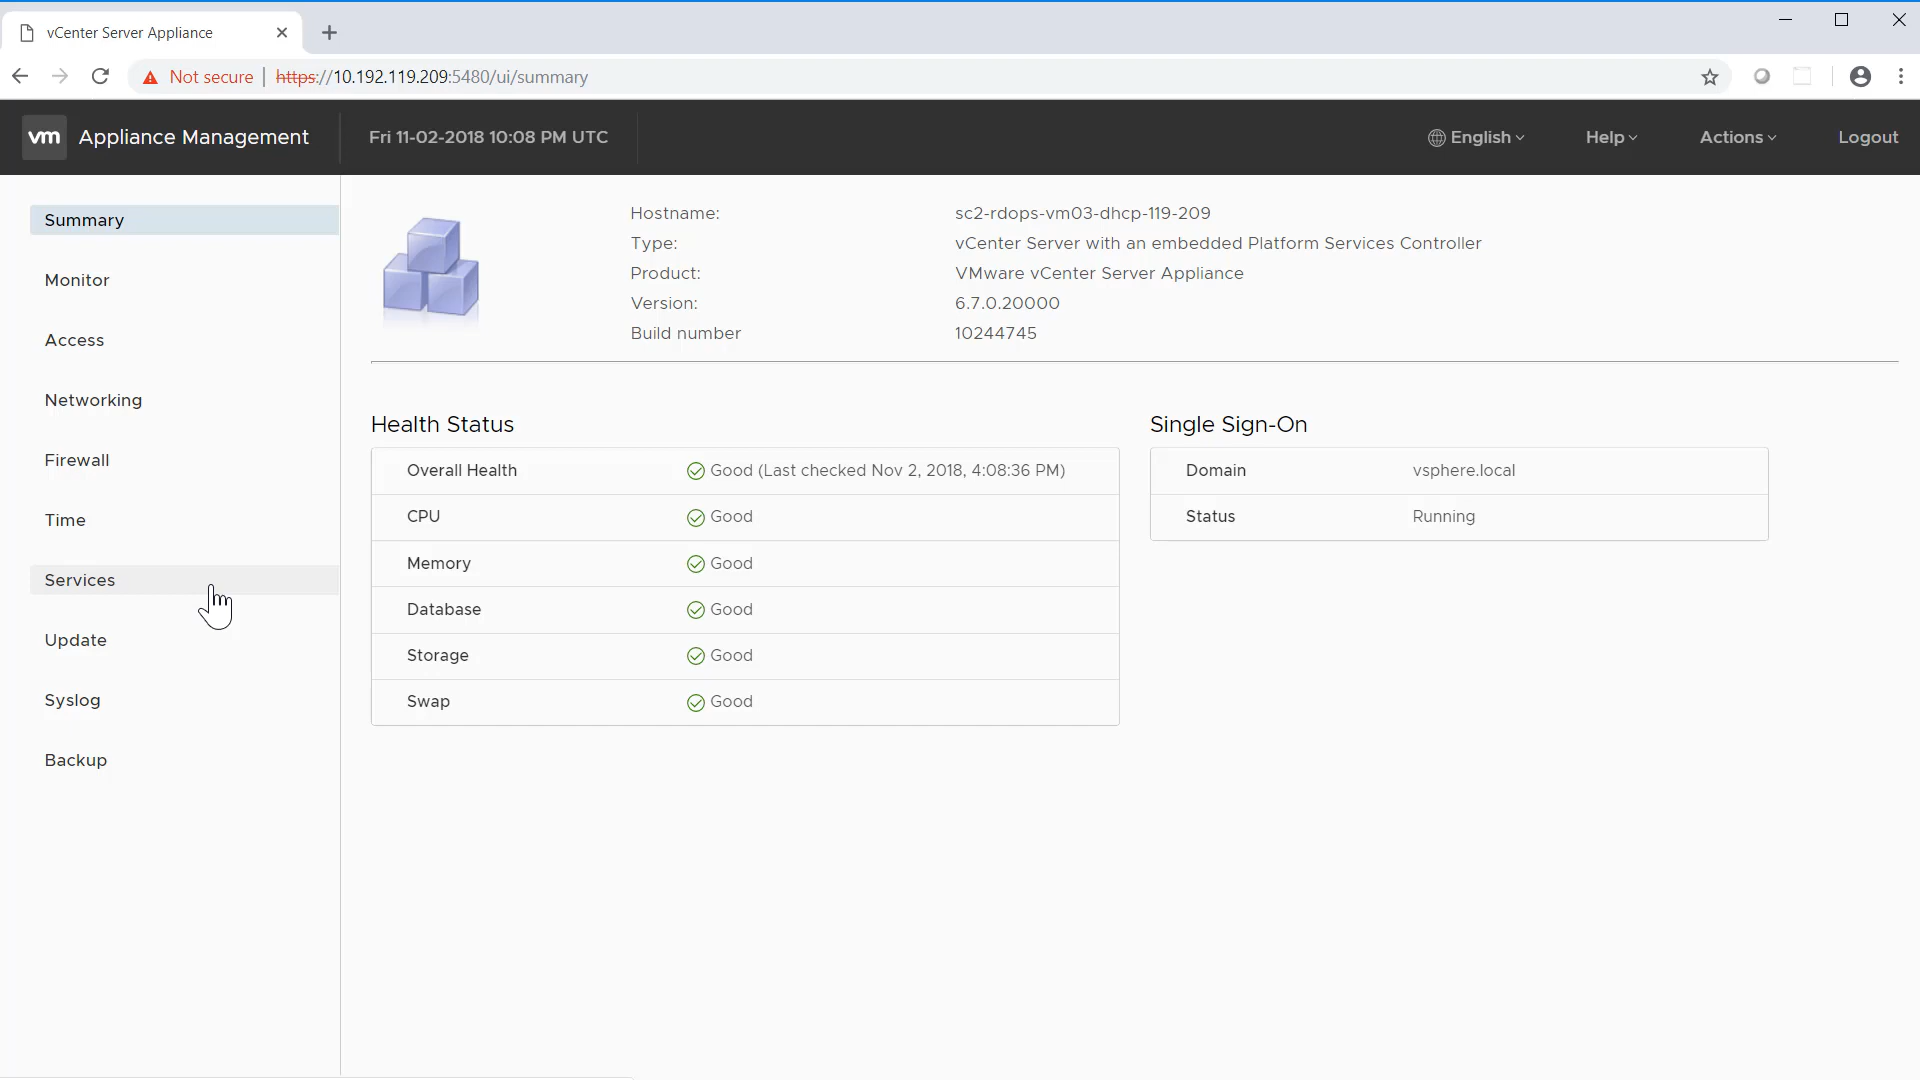 vCenter Server Appliance
Not secure | https://10.192.119.209:5480/ui/summary
vm Appliance Management
Fri 11-02-2018 10:08 PM UTC
English
Help
Actions
Logout
Summary
Monitor
Access
Networking
Firewall
Time
Services
Update
Syslog
Backup
Hostname: sc2-rdops-vm03-dhcp-119-209
Type: vCenter Server with an embedded Platform Services Controller
Product: VMware vCenter Server Appliance
Version: 6.7.0.20000
Build number 10244745
Health Status
Overall Health Good (Last checked Nov 2, 2018, 4:08:36 PM)
CPU Good
Memory Good
Database Good
Storage Good
Swap Good
Single Sign-On
Domain vsphere.local
Status Running